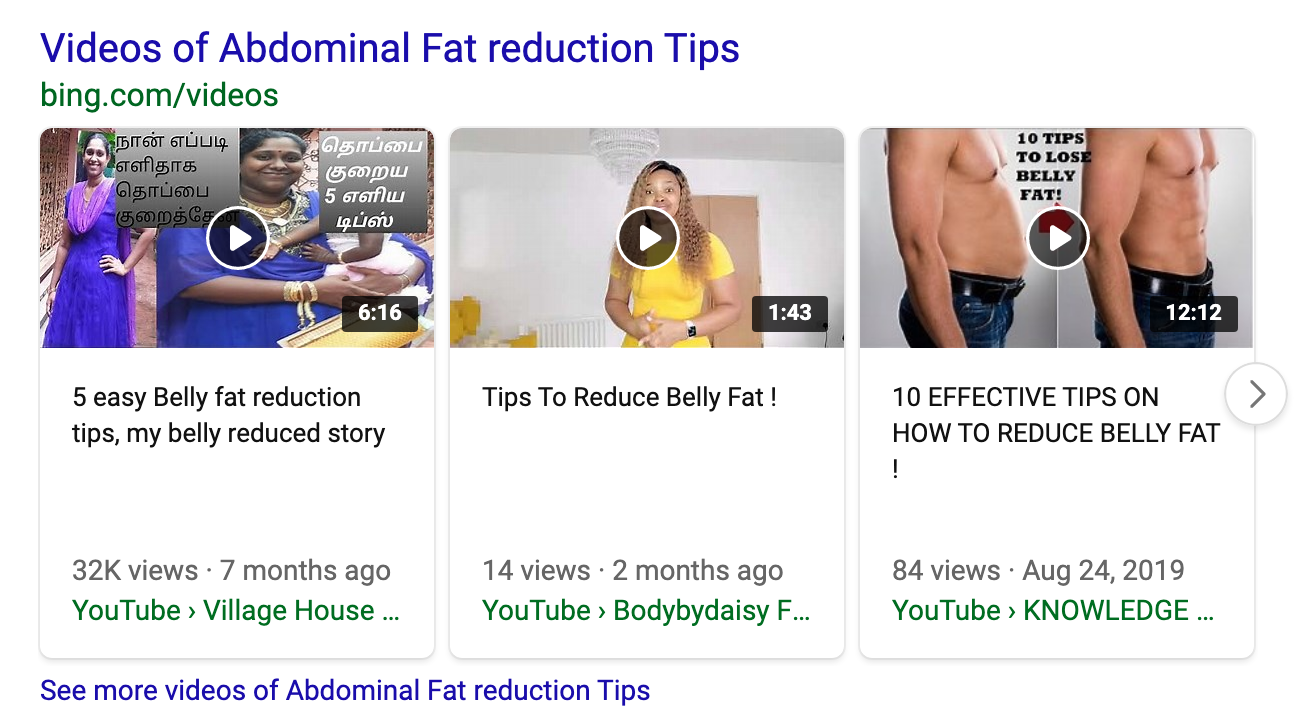 Videos of Abdominal Fat reduction Tips
bing.com/videos
நான் எப்படி
எளிதாக
தொப்பை
குறைத்தேன்
தொப்பை
குறைய
5 எளிய
டிப்ஸ்
6:16
5 easy Belly fat reduction
tips, my belly reduced story
32K views · 7 months ago
YouTube › Village House ...
1:43
Tips To Reduce Belly Fat !
14 views · 2 months ago
YouTube › Bodybydaisy F...
10 TIPS
TO LOSE
BELLY
FAT!
12:12
10 EFFECTIVE TIPS ON
HOW TO REDUCE BELLY FAT
!
84 views · Aug 24, 2019
YouTube › KNOWLEDGE ...
See more videos of Abdominal Fat reduction Tips